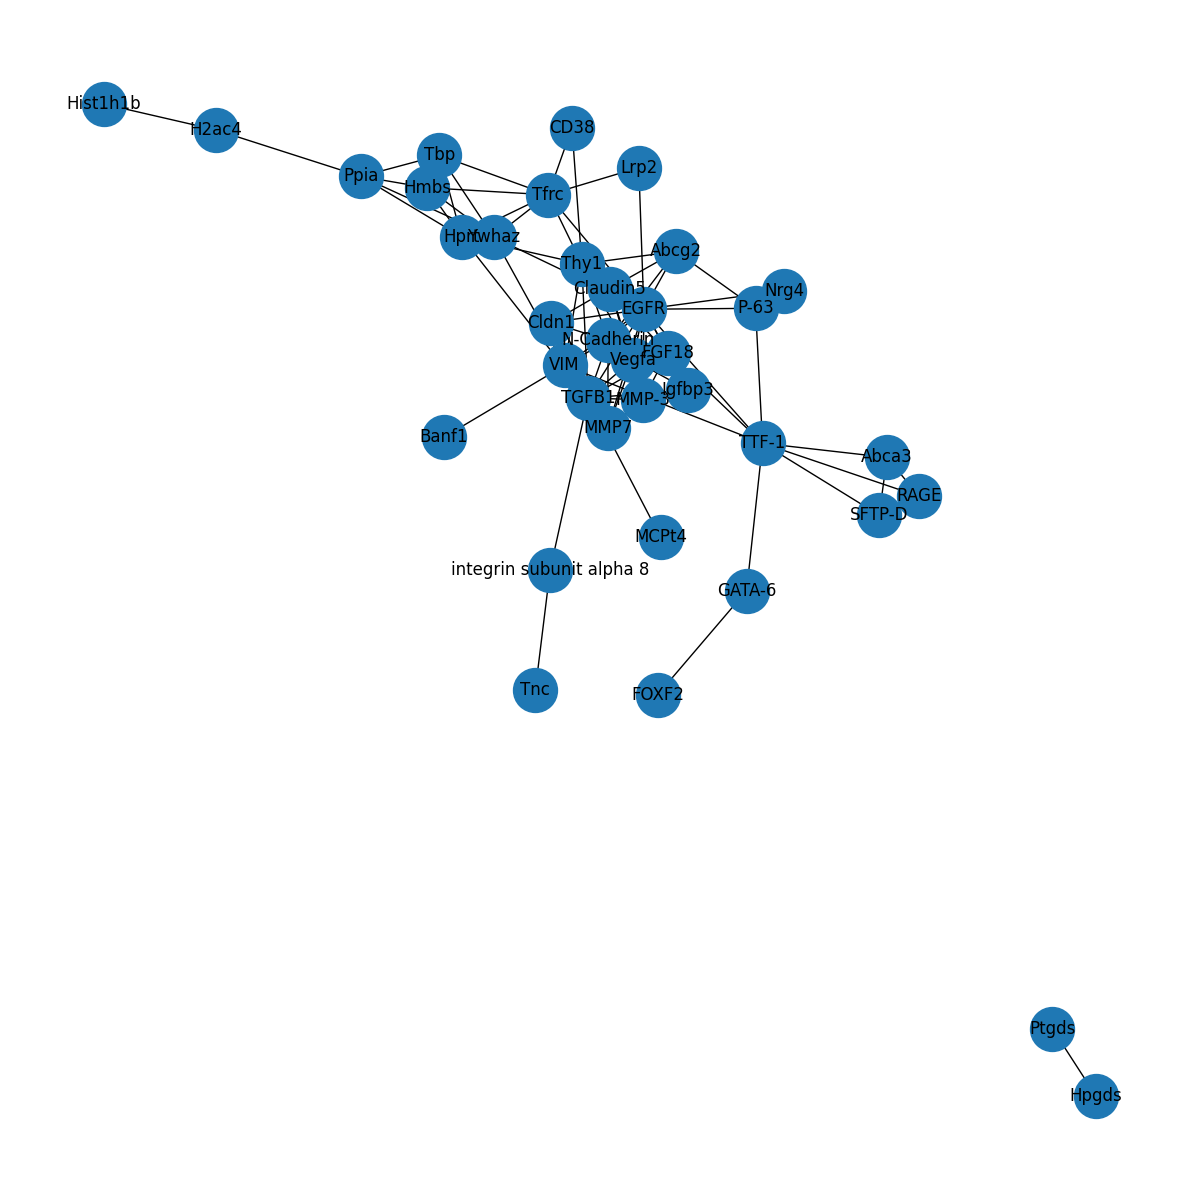 Hist1h1b
H2ac4
CD38
Tbp
Lrp2
Ppia
Hmbs
Tfrc
Hprt
Ywhaz
Abcg2
Thy1
Claudin5
Nrg4
P-63
EGFR
Cldn1
N-Cadherin
FGF18
Vegfa
VIM
Igfbp3
TGFB1
MMP-3
MMP7
Banf1
TTF-1
Abca3
RAGE
SFTP-D
MCPt4
integrin subunit alpha 8
GATA-6
Tnc
FOXF2
Ptgds
Hpgds